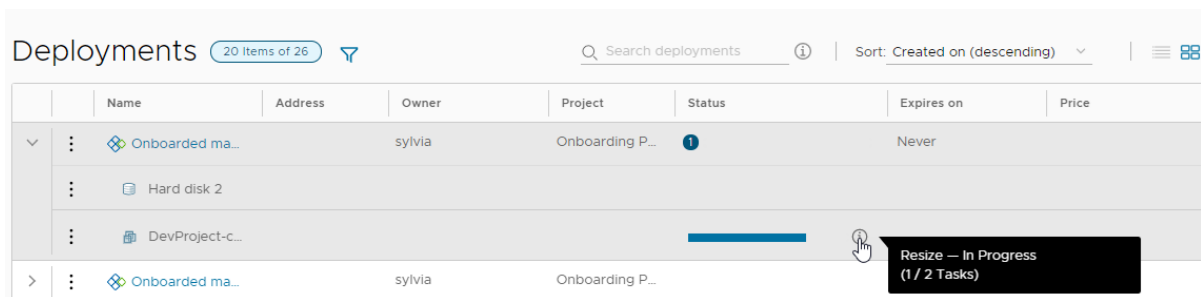 Deployments 20 Items of 26 Search deployments Sort: Created on (descending)
Name Address Owner Project Status Expires on Price
Onboarded ma... sylvia Onboarding P... 1 Never
Hard disk 2
DevProject-c...
Resize — In Progress
(1 / 2 Tasks)
Onboarded ma... sylvia Onboarding P...